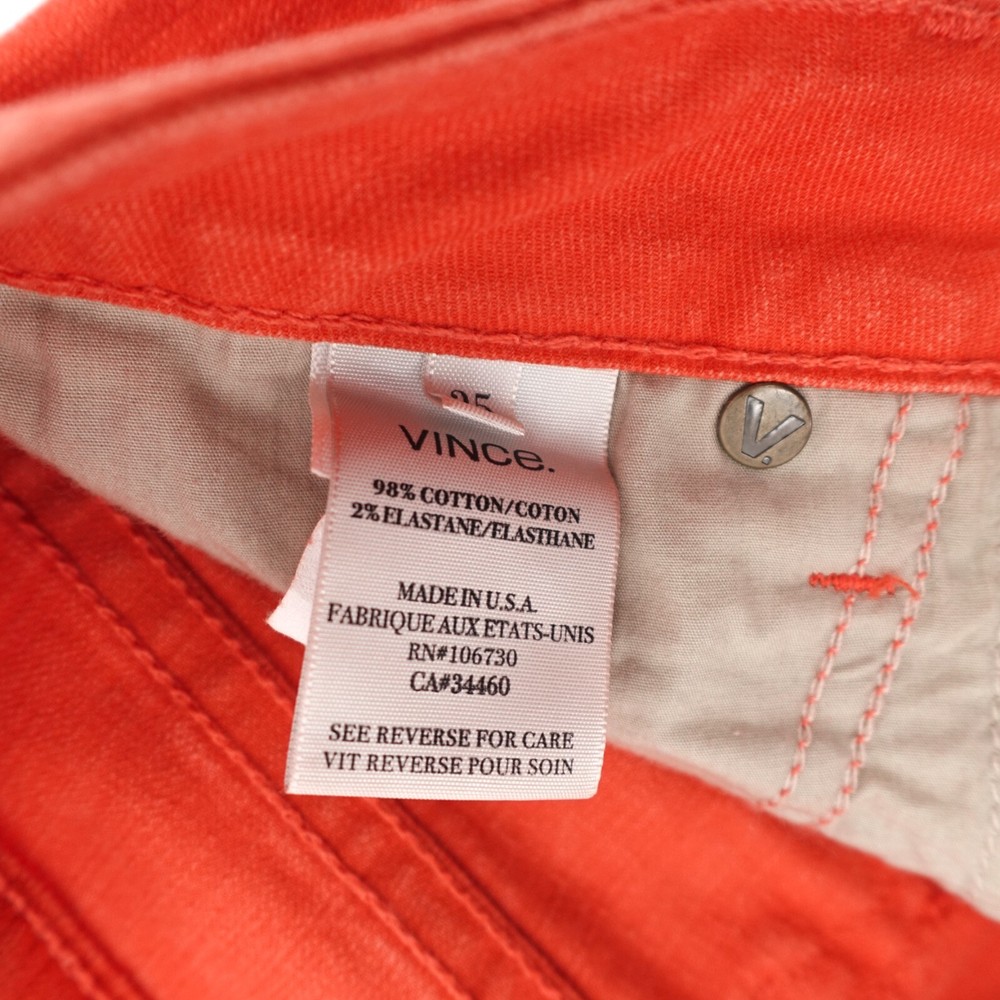 25
VINCe.
98% COTTON/COTON
2% ELASTANE/ELASTHANE
MADE IN U.S.A.
FABRIQUE AUX ETATS-UNIS
RN#106730
CA#34460
SEE REVERSE FOR CARE
VIT REVERSE POUR SOIN
V.